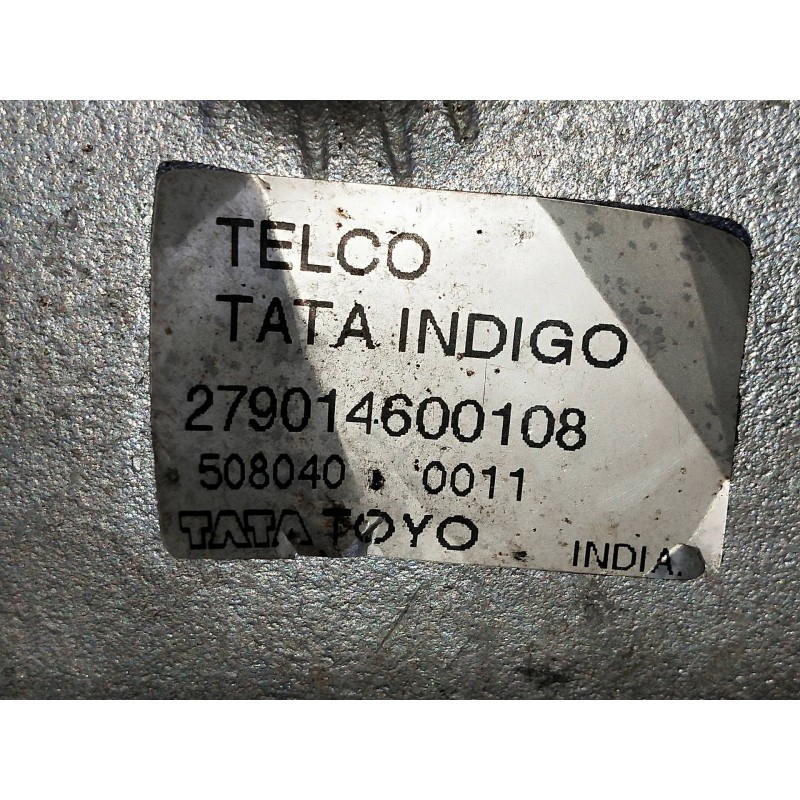 TELCO
TATA INDIGO
279014600108
508040 0011
TATA TOYO
INDIA.